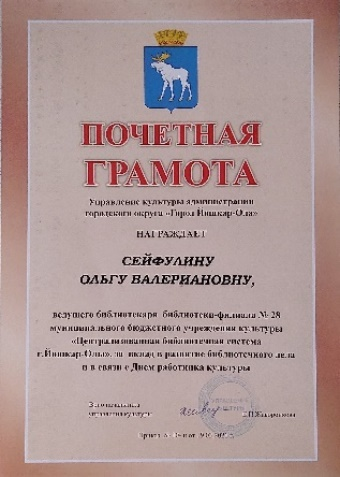 ПОЧЕТНАЯ
ГРАМОТА
Управление культуры администрации
городского округа «Город Йошкар-Ола»
НАГРАЖДАЕТ
СЕЙФУЛИНУ
ОЛЬГУ ВАЛЕРИАНОВНУ,
ведущего библиотекаря библиотеки-филиала № 28
муниципального бюджетного учреждения культуры
«Централизованная библиотечная система
г.Йошкар-Олы» за вклад в развитие библиотечного дела
и в связи с Днем работника культуры
управления культуры